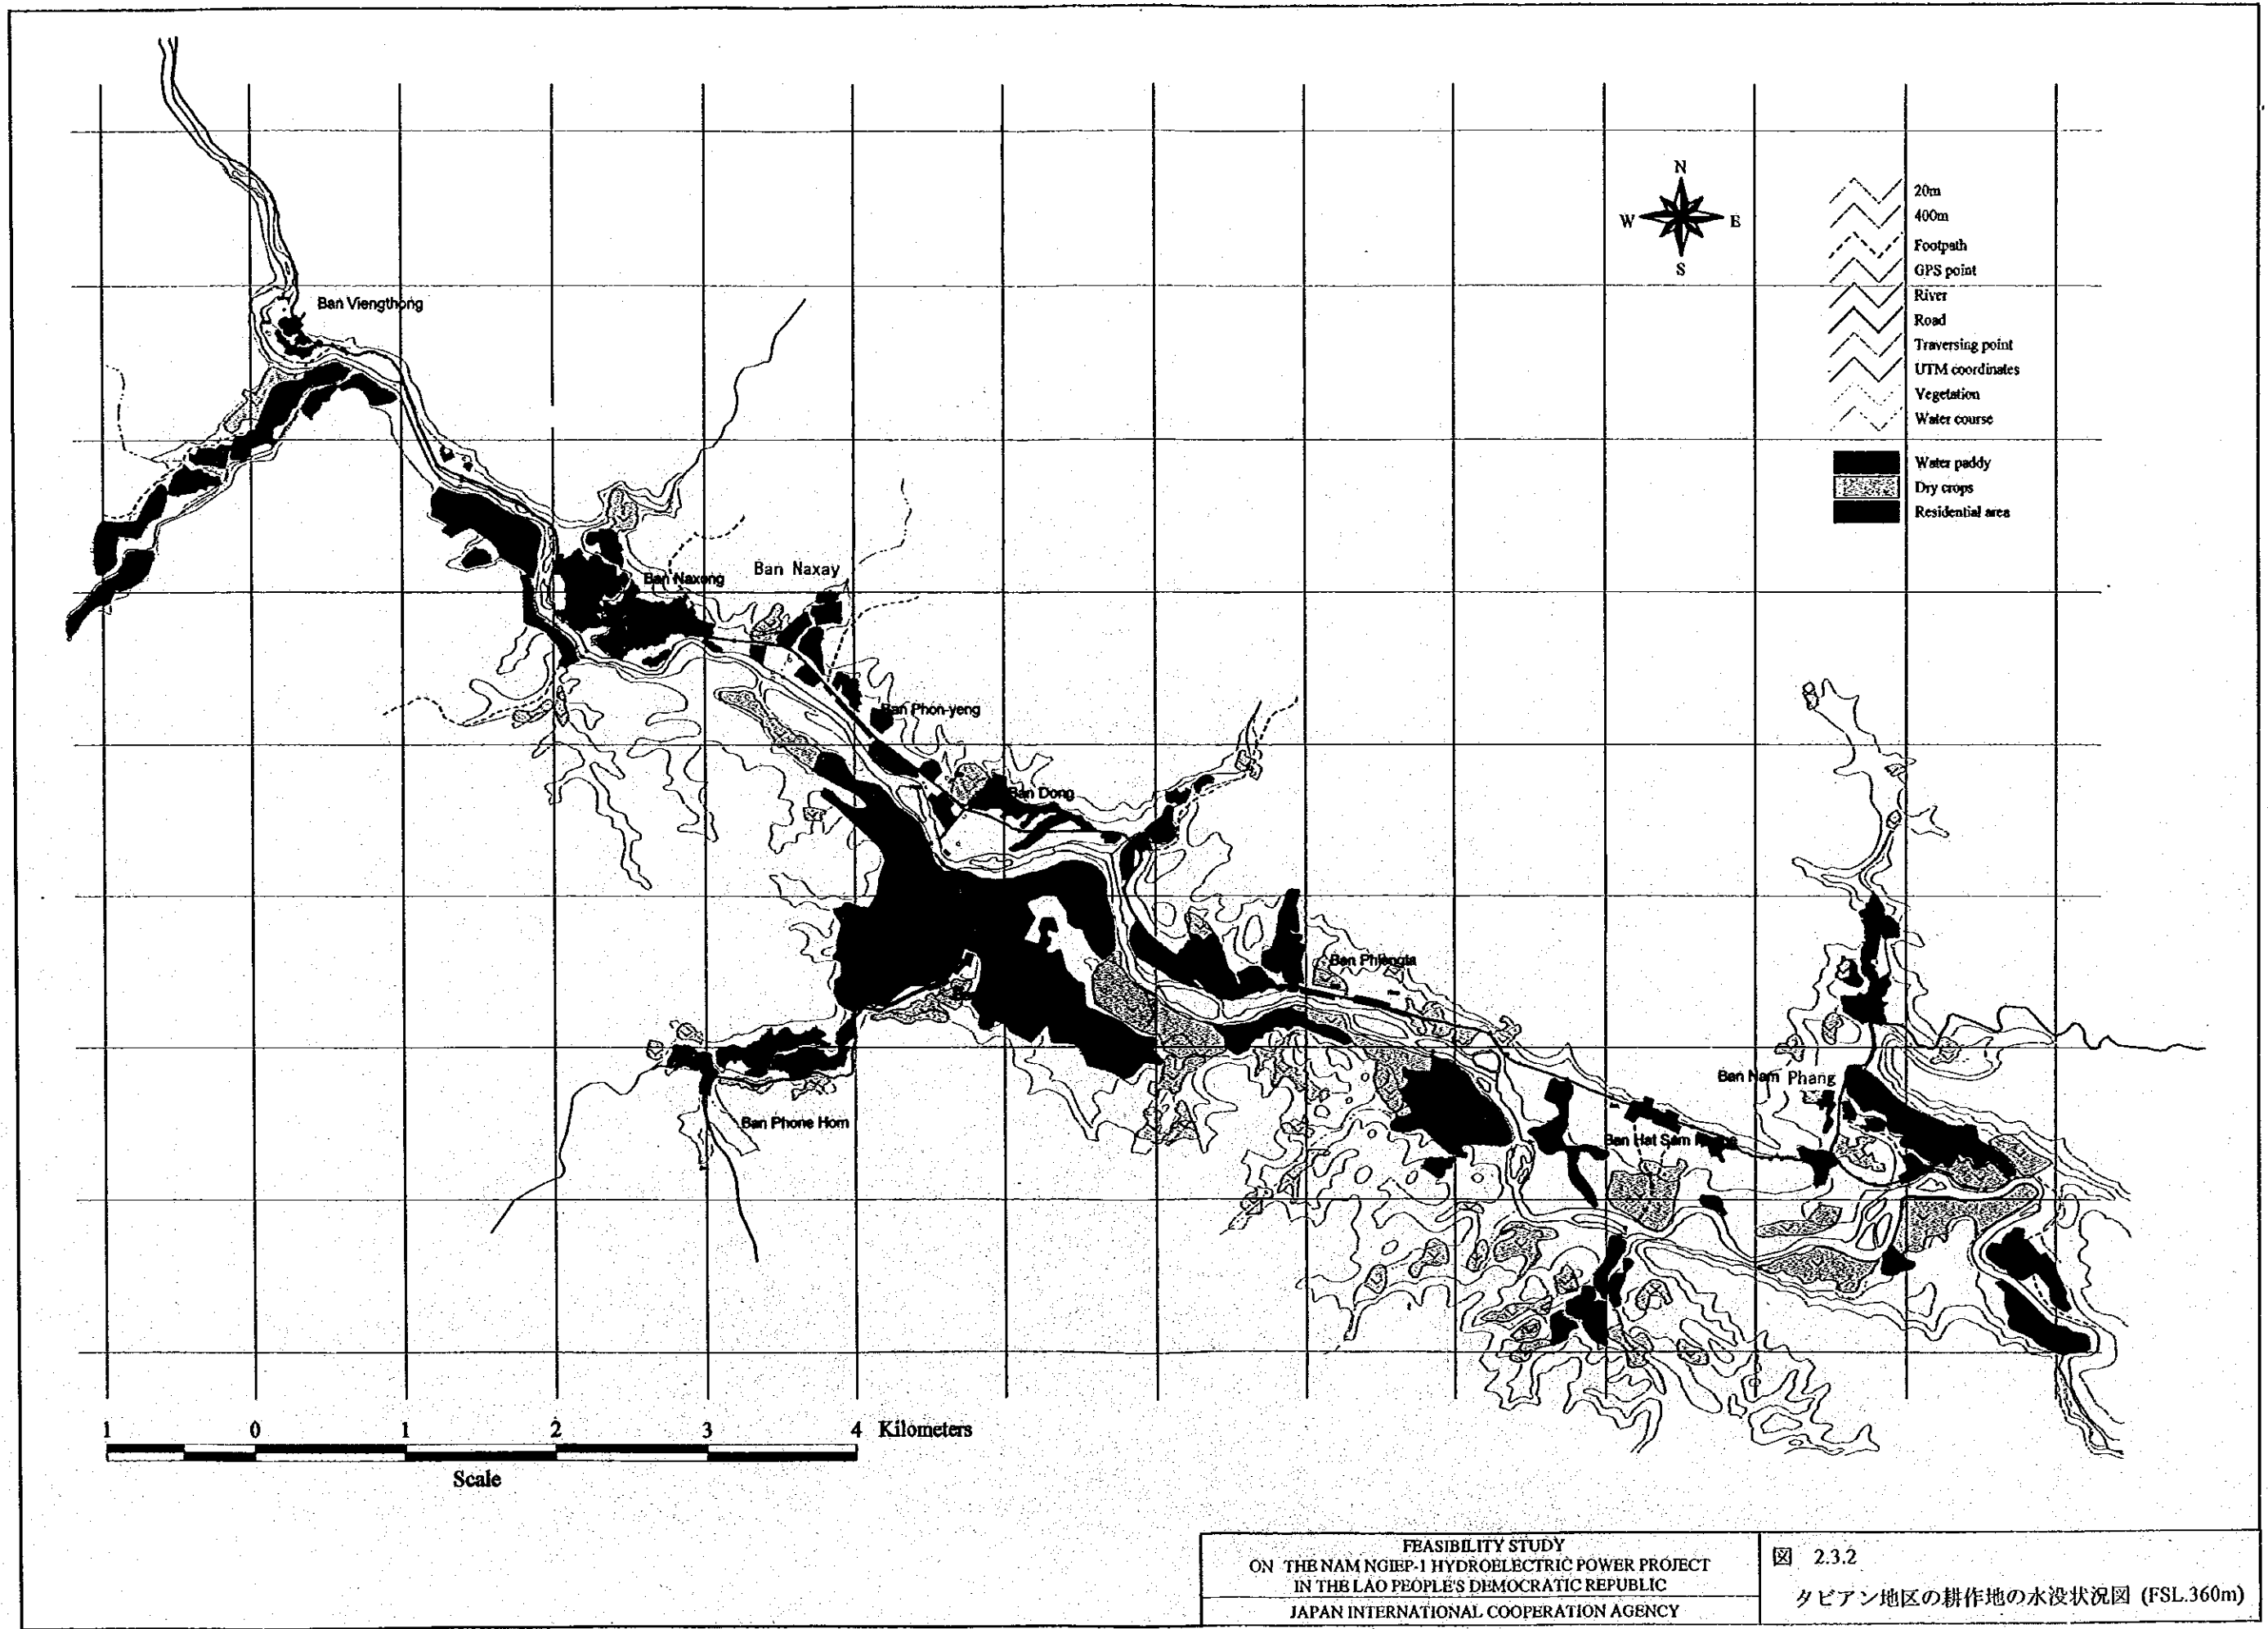 N
W
E
S
20m
400m
Footpath
GPS point
River
Road
Traversing point
UTM coordinates
Vegetation
Water course
Water paddy
Dry crops
Residential area
Ban Viengthong
Ban Naxong
Ban Naxay
Ban Phon-yeng
Ban Dong
Ban Phiengta
Ban Nam Phang
Ban Phone Hom
Ban Hat Sam
1 0 1 2 3 4 Kilometers
Scale
FEASIBILITY STUDY
ON THE NAM NGIEP-1 HYDROELECTRIC POWER PROJECT
IN THE LAO PEOPLE'S DEMOCRATIC REPUBLIC
JAPAN INTERNATIONAL COOPERATION AGENCY
図 2.3.2
タビアン地区の耕作地の水没状況図 (FSL.360m)